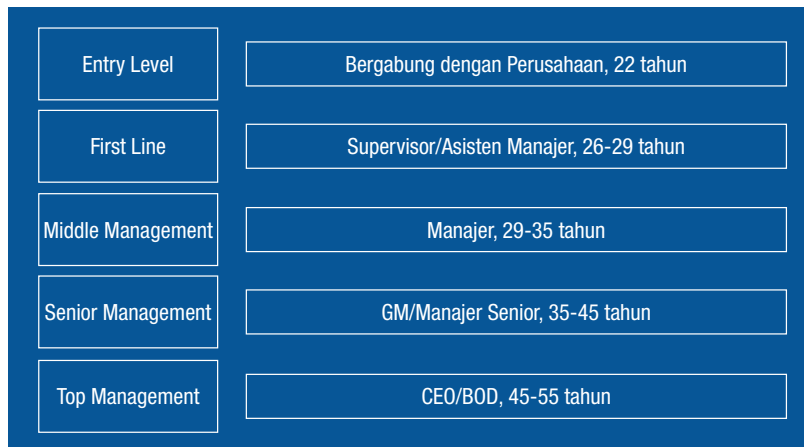 Entry Level
Bergabung dengan Perusahaan, 22 tahun
First Line
Supervisor/Asisten Manajer, 26-29 tahun
Middle Management
Manajer, 29-35 tahun
Senior Management
GM/Manajer Senior, 35-45 tahun
Top Management
CEO/BOD, 45-55 tahun